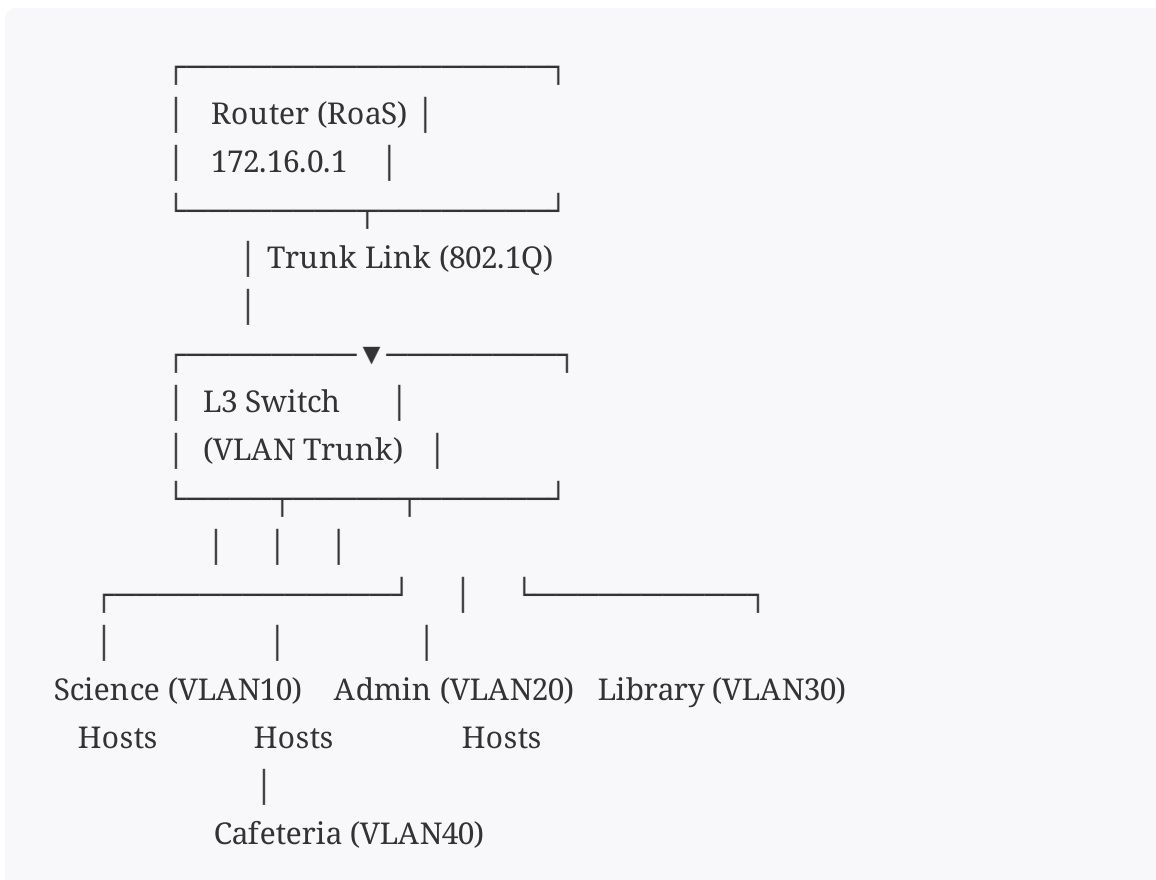 Router (RoaS)
172.16.0.1
Trunk Link (802.1Q)
L3 Switch
(VLAN Trunk)
Science (VLAN10) Admin (VLAN20) Library (VLAN30)
Hosts Hosts Hosts
Cafeteria (VLAN40)